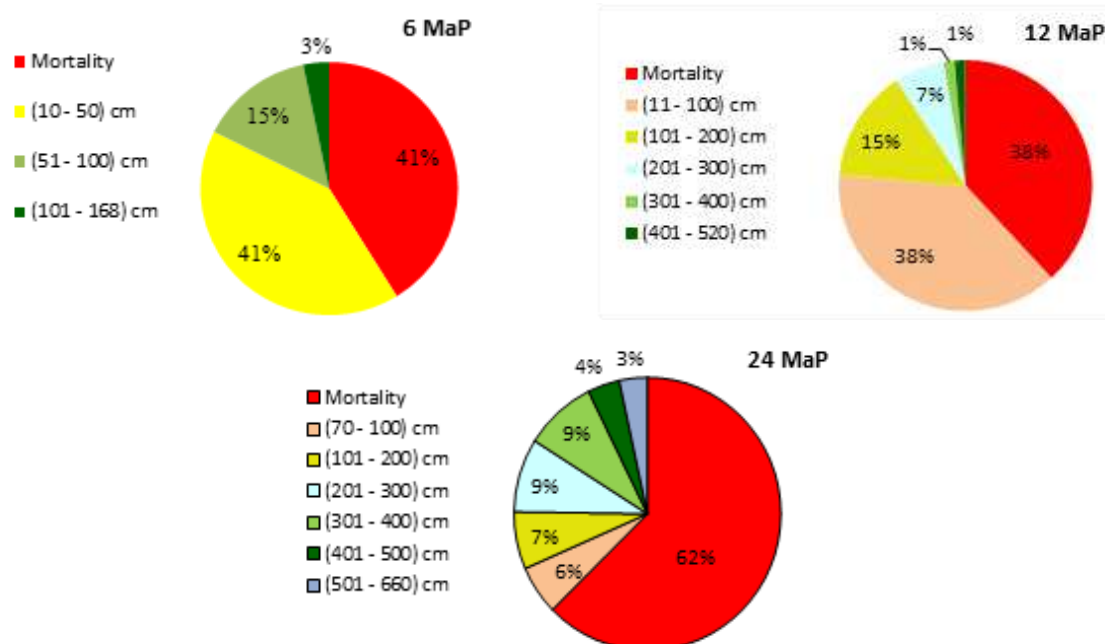 6 MaP
Mortality
(10 - 50) cm
(51 - 100) cm
(101 - 168) cm
3%
15%
41%
41%
12 MaP
Mortality
(11 - 100) cm
(101 - 200) cm
(201 - 300) cm
(301 - 400) cm
(401 - 520) cm
1%
1%
7%
15%
38%
38%
24 MaP
Mortality
(70 - 100) cm
(101 - 200) cm
(201 - 300) cm
(301 - 400) cm
(401 - 500) cm
(501 - 660) cm
4%
3%
9%
9%
7%
6%
62%